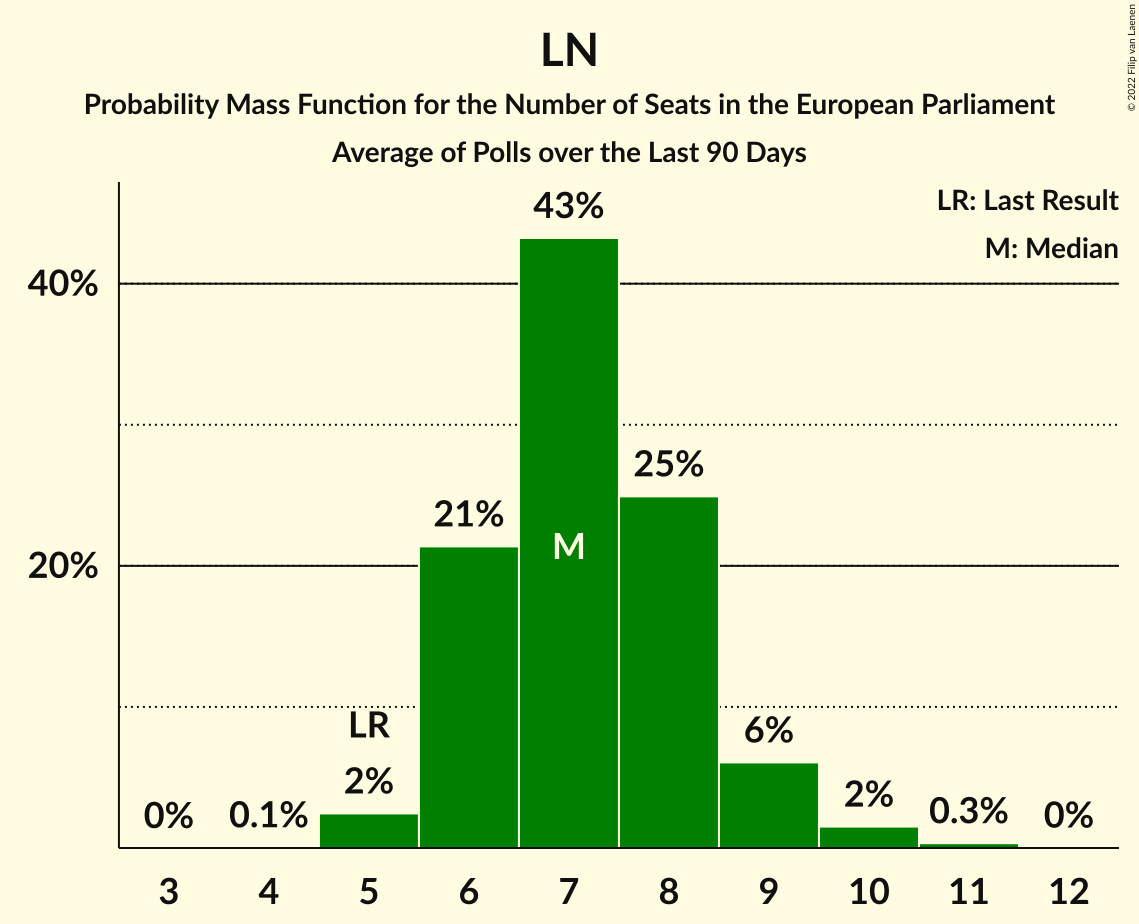 LN
Probability Mass Function for the Number of Seats in the European Parliament
Average of Polls over the Last 90 Days
© 2022 Filip van Laenen
LR: Last Result
M: Median
43%
40%
25%
21%
M
20%
LR
6%
2%
2%
0%
0.1%
0.3%
0%
3 4 5 6 7 8 9 10 11 12